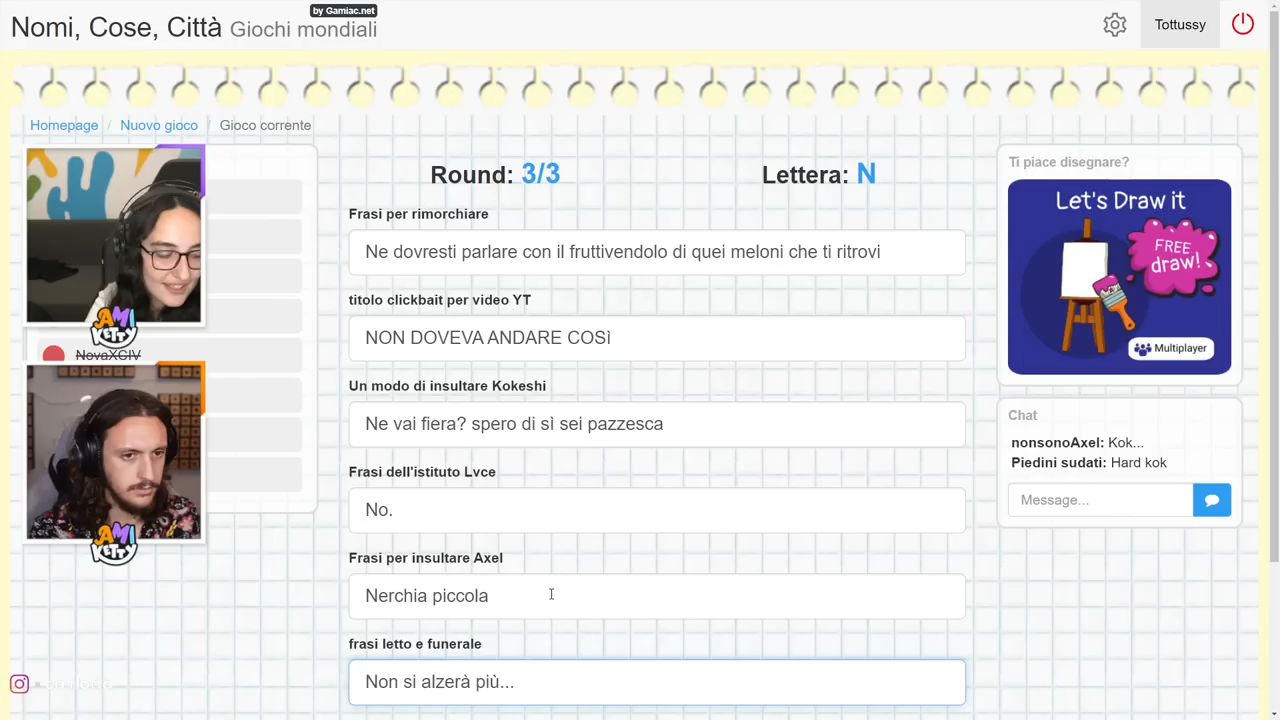 by Gamiac.net
Nomi, Cose, Città Giochi mondiali
Tottussy
Homepage / Nuovo gioco / Gioco corrente
Round: 3/3
Lettera: N
Frasi per rimorchiare
Ne dovresti parlare con il fruttivendolo di quei meloni che ti ritrovi
titolo clickbait per video YT
NON DOVEVA ANDARE COSì
Un modo di insultare Kokeshi
Ne vai fiera? spero di sì sei pazzesca
Frasi dell'istituto Lvce
No.
Frasi per insultare Axel
Nerchia piccola
frasi letto e funerale
Non si alzerà più...
AMI
KETTY
NovaXCIV
AMI
KETTY
Ti piace disegnare?
Let's Draw it
FREE
draw!
Multiplayer
Chat
nonsonoAxel: Kok...
Piedini sudati: Hard kok
Message...